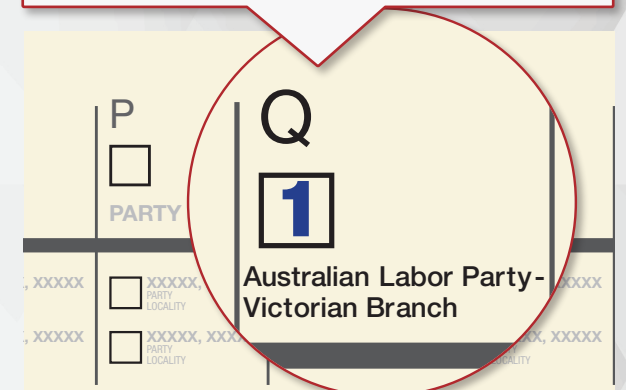 P
Q
1
PARTY
Australian Labor Party-
Victorian Branch
, XXXXX
XXXXX,
XXXXX
PARTY
LOCALITY
, XXXXX
XXXXX, XXX
XX, XXXXX
PARTY
LOCALITY